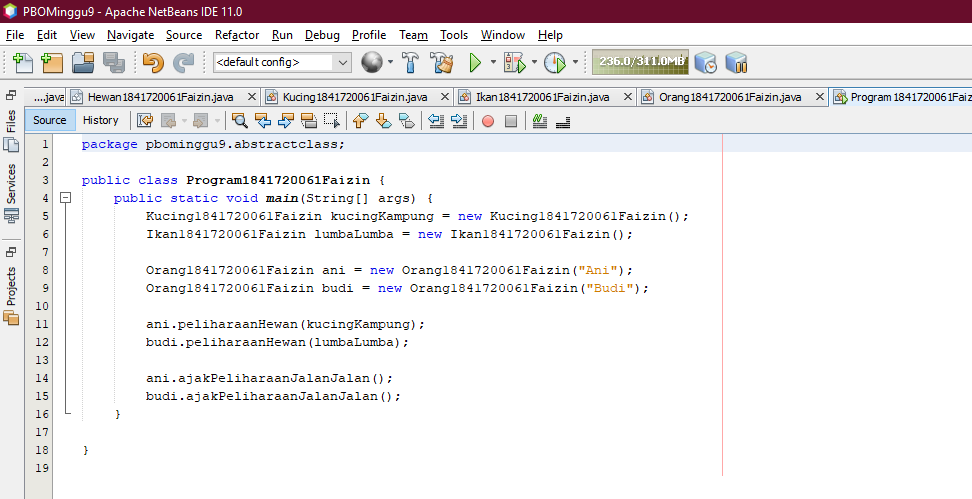 PBOMinggu9 - Apache NetBeans IDE 11.0
File Edit View Navigate Source Refactor Run Debug Profile Team Tools Window Help
<default config> 236.0/311.0MB
....java Hewan1841720061Faizin.java Kucing1841720061Faizin.java Ikan1841720061Faizin.java Orang1841720061Faizin.java Program1841720061Faiz
Source History
Files
Services
Projects
1 package pbominggu9.abstractclass;
2
3 public class Program1841720061Faizin {
4 public static void main(String[] args) {
5 Kucing1841720061Faizin kucingKampung = new Kucing1841720061Faizin();
6 Ikan1841720061Faizin lumbaLumba = new Ikan1841720061Faizin();
7
8 Orang1841720061Faizin ani = new Orang1841720061Faizin("Ani");
9 Orang1841720061Faizin budi = new Orang1841720061Faizin("Budi");
10
11 ani.peliharaanHewan(kucingKampung);
12 budi.peliharaanHewan(lumbaLumba);
13
14 ani.ajakPeliharaanJalanJalan();
15 budi.ajakPeliharaanJalanJalan();
16 }
17
18 }
19